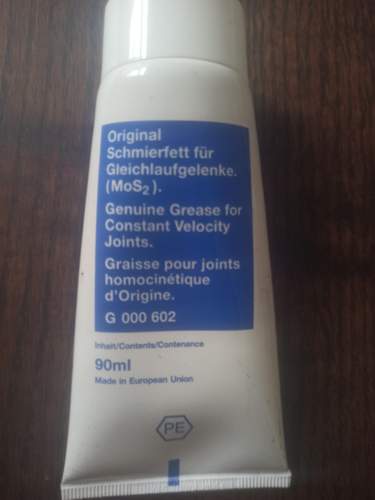 Original
Schmierfett für
Gleichlaufgelenke.
(MoS₂).
Genuine Grease for
Constant Velocity
Joints.
Graisse pour joints
homocinétique
d'Origine.
G 000 602
Inhalt/Contents/Contenance
90ml
Made in European Union
PE